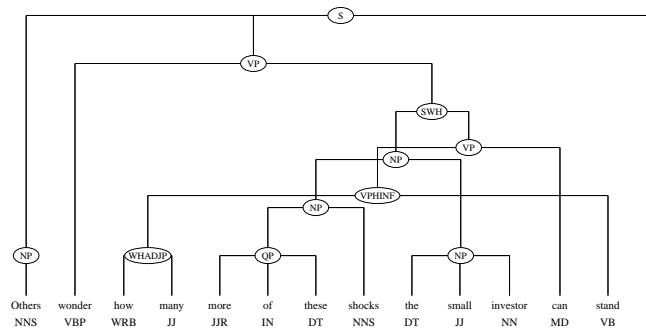 S
VP
SWH
VP
NP
VPHINF
NP
NP WHADJP QP NP
Others wonder how many more of these shocks the small investor can stand
NNS VBP WRB JJ JJR IN DT NNS DT JJ NN MD VB